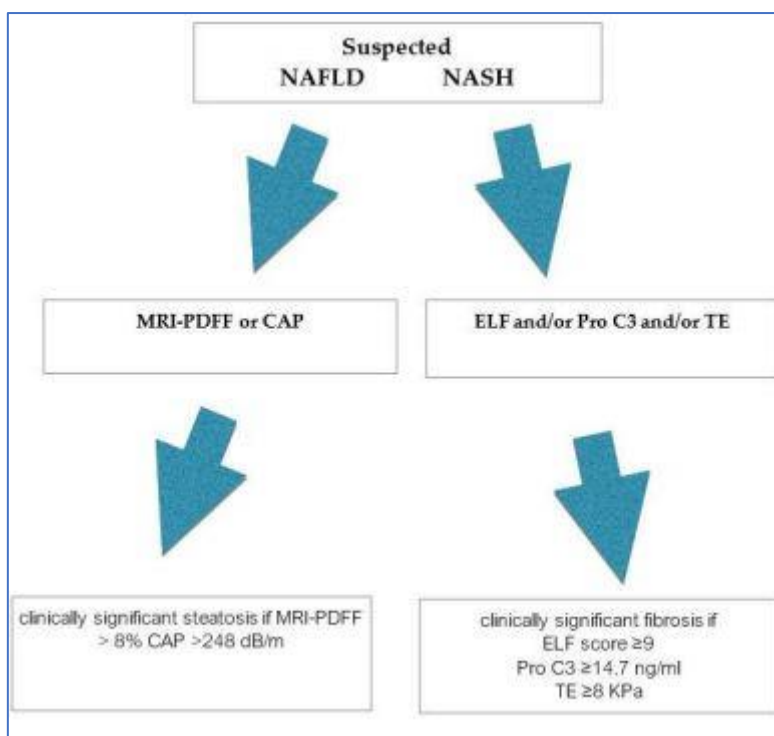 Suspected
NAFLD NASH
MRI-PDFF or CAP
ELF and/or Pro C3 and/or TE
clinically significant steatosis if MRI-PDFF
> 8% CAP >248 dB/m
clinically significant fibrosis if
ELF score ≥9
Pro C3 ≥14.7 ng/ml
TE ≥8 KPa